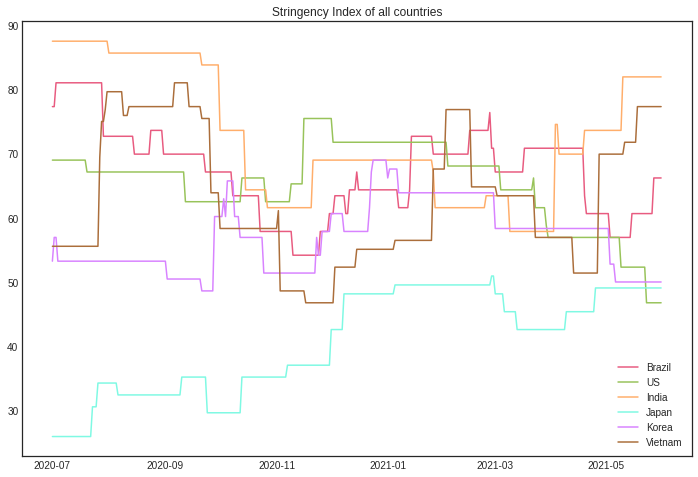 Stringency Index of all countries
90
80
70
60
50
40
30
2020-07
2020-09
2020-11
2021-01
2021-03
2021-05
Brazil
US
India
Japan
Korea
Vietnam